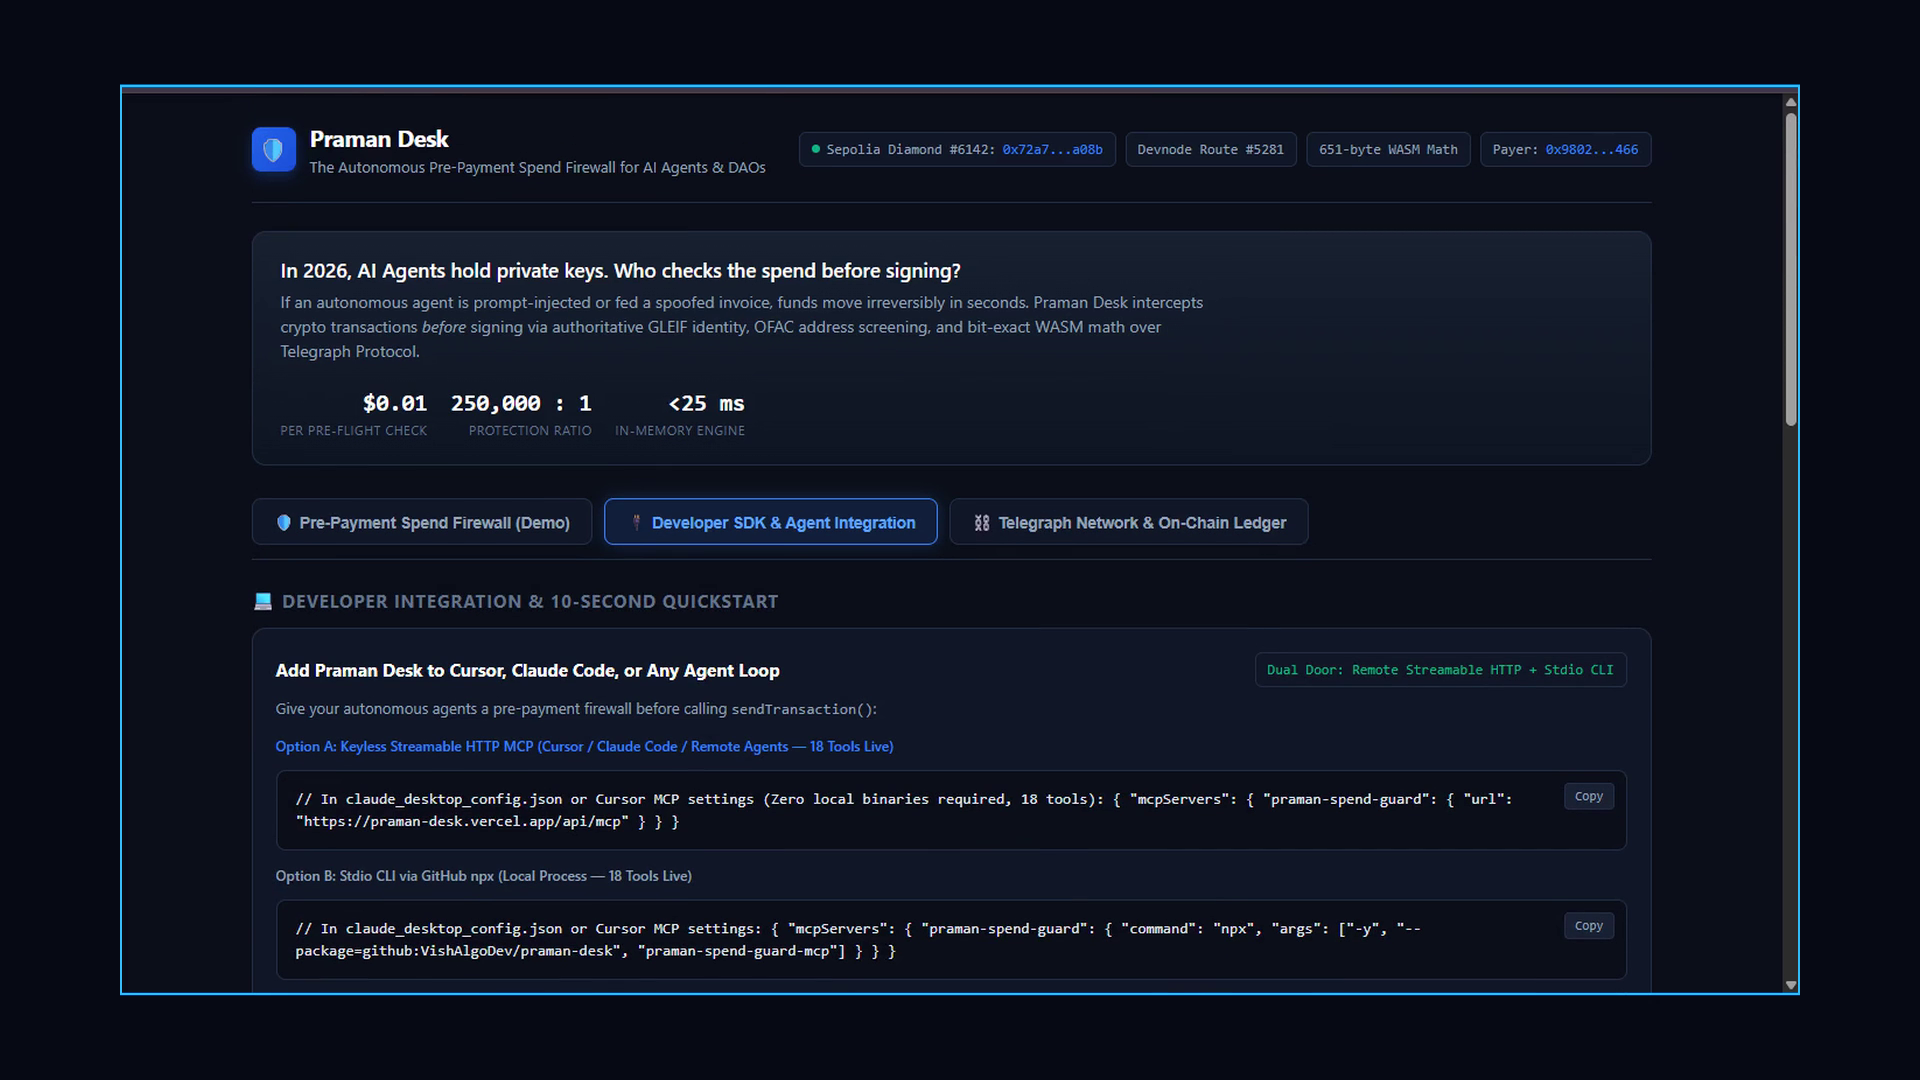 Praman Desk
The Autonomous Pre-Payment Spend Firewall for AI Agents & DAOs
Sepolia Diamond #6142: 0x72a7...a08b
Devnode Route #5281
651-byte WASM Math
Payer: 0x9802...466
In 2026, AI Agents hold private keys. Who checks the spend before signing?
If an autonomous agent is prompt-injected or fed a spoofed invoice, funds move irreversibly in seconds. Praman Desk intercepts
crypto transactions before signing via authoritative GLEIF identity, OFAC address screening, and bit-exact WASM math over
Telegraph Protocol.
$0.01
PER PRE-FLIGHT CHECK
250,000 : 1
PROTECTION RATIO
<25 ms
IN-MEMORY ENGINE
Pre-Payment Spend Firewall (Demo)
Developer SDK & Agent Integration
Telegraph Network & On-Chain Ledger
DEVELOPER INTEGRATION & 10-SECOND QUICKSTART
Add Praman Desk to Cursor, Claude Code, or Any Agent Loop
Dual Door: Remote Streamable HTTP + Stdio CLI
Give your autonomous agents a pre-payment firewall before calling sendTransaction():
Option A: Keyless Streamable HTTP MCP (Cursor / Claude Code / Remote Agents — 18 Tools Live)
// In claude_desktop_config.json or Cursor MCP settings (Zero local binaries required, 18 tools): { "mcpServers": { "praman-spend-guard": { "url":
"https://praman-desk.vercel.app/api/mcp" } } }
Copy
Option B: Stdio CLI via GitHub npx (Local Process — 18 Tools Live)
// In claude_desktop_config.json or Cursor MCP settings: { "mcpServers": { "praman-spend-guard": { "command": "npx", "args": ["-y", "--
package=github:VishAlgoDev/praman-desk", "praman-spend-guard-mcp"] } } }
Copy